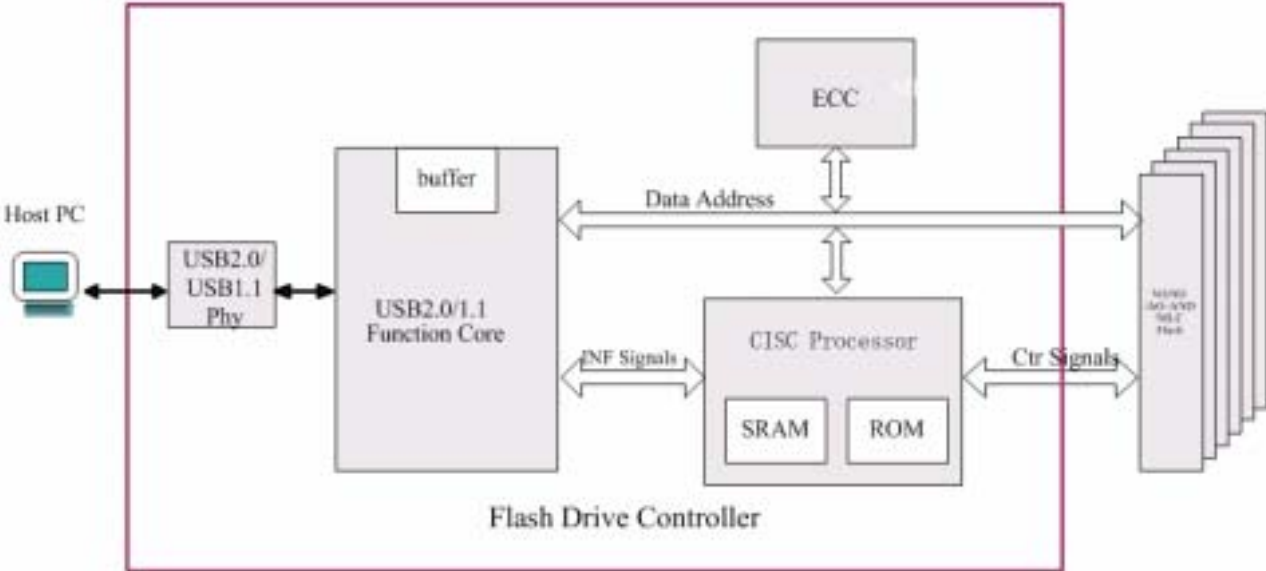 ECC
buffer
Data Address
Host PC
USB2.0/
USB1.1
Phy
USB2.0/1.1
Function Core
CISC Processor
INF Signals
Ctr Signals
SRAM
ROM
Flash
Flash Drive Controller